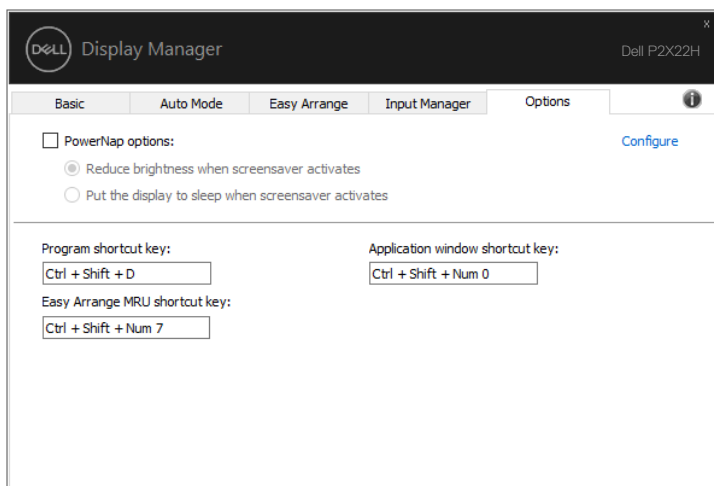 x
DELL Display Manager
Dell P2X22H
Basic Auto Mode Easy Arrange Input Manager Options i
PowerNap options: Configure
Reduce brightness when screensaver activates
Put the display to sleep when screensaver activates
Program shortcut key: Application window shortcut key:
Ctrl + Shift + D Ctrl + Shift + Num 0
Easy Arrange MRU shortcut key:
Ctrl + Shift + Num 7